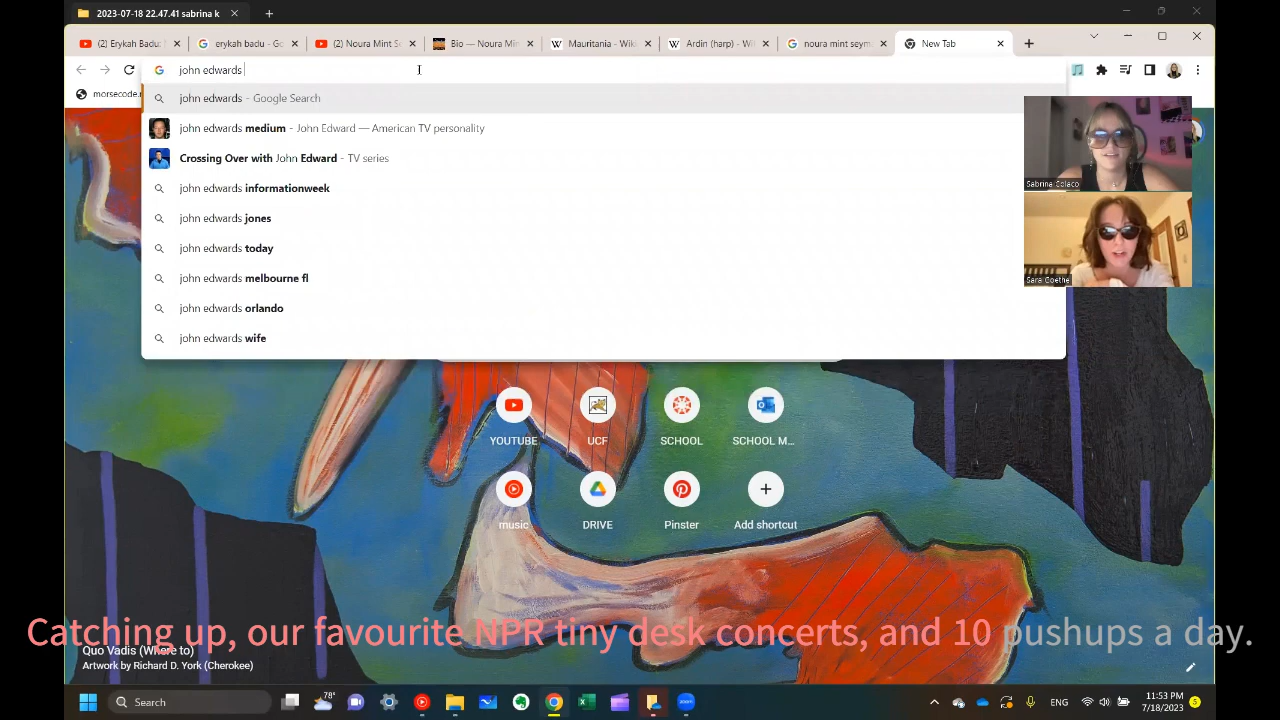 2023-07-18 22.47.41 sabrina k
(2) Erykah Badu:
erykah badu - Go
(2) Noura Mint Se
Bio — Noura Min
Mauritania - Wiki
Ardin (harp) - Wi
noura mint seym
New Tab
john edwards
morsecode.
john edwards - Google Search
john edwards medium - John Edward — American TV personality
Crossing Over with John Edward - TV series
john edwards informationweek
john edwards jones
john edwards today
john edwards melbourne fl
john edwards orlando
john edwards wife
Sabrina Colaco
Sara Goethe
YOUTUBE
UCF
SCHOOL
SCHOOL M...
music
DRIVE
Pinster
Add shortcut
Catching up, our favourite NPR tiny desk concerts, and 10 pushups a day.
Quo Vadis (Where to)
Artwork by Richard D. York (Cherokee)
Search
78°
ENG
11:53 PM
7/18/2023
5
zoom